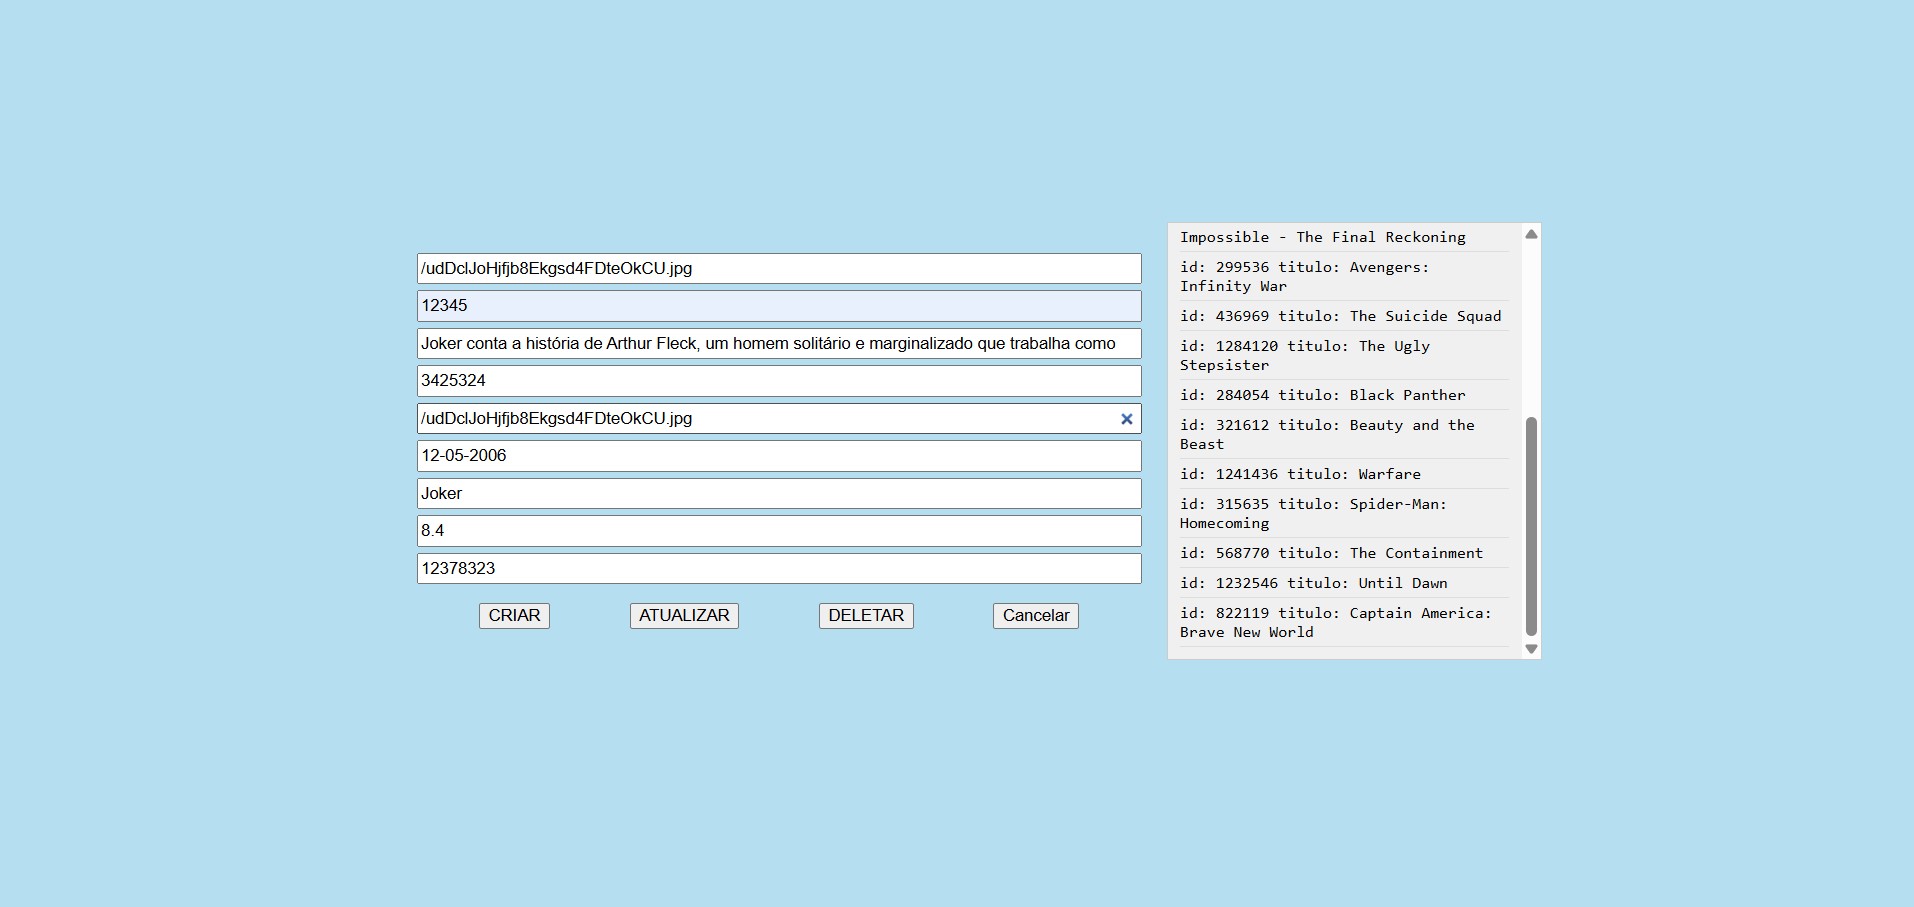 /udDclJoHjfjb8Ekgsd4FDteOkCU.jpg
12345
Joker conta a história de Arthur Fleck, um homem solitário e marginalizado que trabalha como
3425324
/udDclJoHjfjb8Ekgsd4FDteOkCU.jpg
12-05-2006
Joker
8.4
12378323
CRIAR ATUALIZAR DELETAR Cancelar
Impossible - The Final Reckoning
id: 299536 titulo: Avengers:
Infinity War
id: 436969 titulo: The Suicide Squad
id: 1284120 titulo: The Ugly
Stepsister
id: 284054 titulo: Black Panther
id: 321612 titulo: Beauty and the
Beast
id: 1241436 titulo: Warfare
id: 315635 titulo: Spider-Man:
Homecoming
id: 568770 titulo: The Containment
id: 1232546 titulo: Until Dawn
id: 822119 titulo: Captain America:
Brave New World